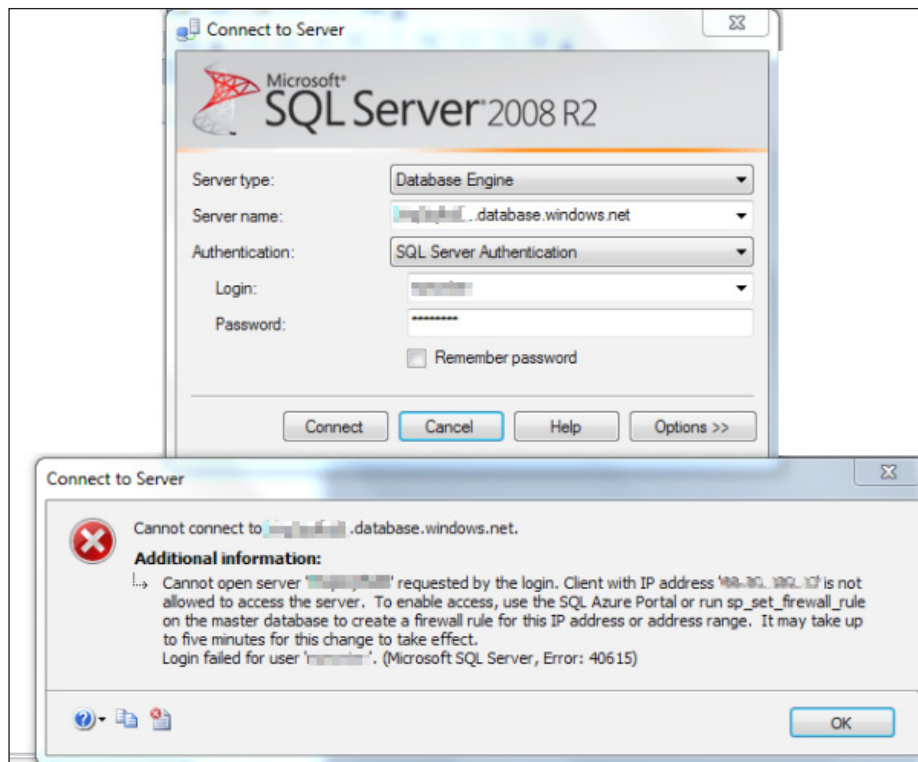 Connect to Server
Microsoft®
SQL Server® 2008 R2
Server type: Database Engine
Server name: .database.windows.net
Authentication: SQL Server Authentication
Login:
Password: ********
Remember password
Connect Cancel Help Options >>
Connect to Server
Cannot connect to .database.windows.net.
Additional information:
Cannot open server '' requested by the login. Client with IP address '' is not
allowed to access the server. To enable access, use the SQL Azure Portal or run sp_set_firewall_rule
on the master database to create a firewall rule for this IP address or address range. It may take up
to five minutes for this change to take effect.
Login failed for user ''. (Microsoft SQL Server, Error: 40615)
OK